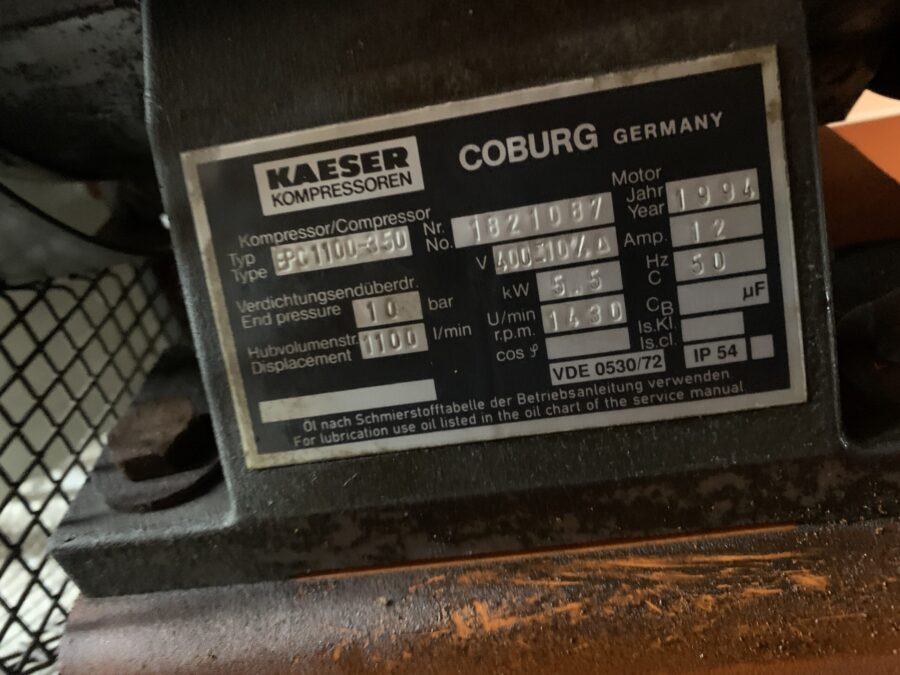 KAESER
KOMPRESSOREN
COBURG GERMANY
Kompressor/Compressor
Typ
Type
EPC1100-350
Nr.
No.
1821087
Motor
Jahr
Year
1994
Verdichtungsendüberdr.
End pressure
10
bar
V
400±10% Δ
Amp.
12
Hubvolumenstr.
Displacement
1100
l/min
kW
5.5
Hz
C
50
U/min
r.p.m.
1430
CB
µF
cos φ
Is.Kl.
Is.cl.
VDE 0530/72
IP 54
Öl nach Schmierstofftabelle der Betriebsanleitung verwenden
For lubrication use oil listed in the oil chart of the service manual